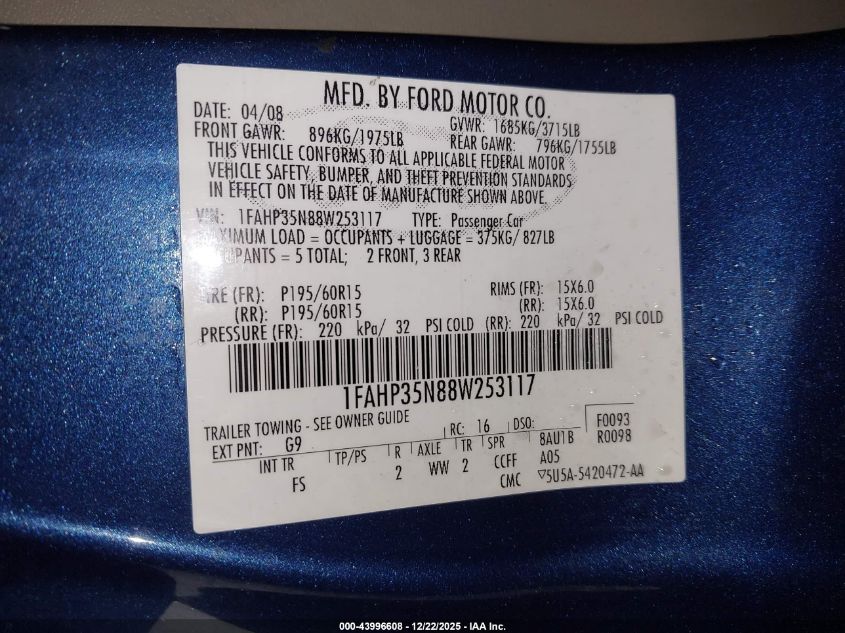 MFD. BY FORD MOTOR CO.
DATE: 04/08 GVWR: 1685KG/3715LB
FRONT GAWR: 896KG/1975LB REAR GAWR: 796KG/1755LB
THIS VEHICLE CONFORMS TO ALL APPLICABLE FEDERAL MOTOR
VEHICLE SAFETY, BUMPER, AND THEFT PREVENTION STANDARDS
IN EFFECT ON THE DATE OF MANUFACTURE SHOWN ABOVE.
VIN: 1FAHP35N88W253117 TYPE: Passenger Car
MAXIMUM LOAD = OCCUPANTS + LUGGAGE = 375KG/ 827LB
= 5 TOTAL; 2 FRONT, 3 REAR
(FR): P195/60R15 RIMS (FR): 15X6.0
(RR): P195/60R15 (RR): 15X6.0
PRESSURE (FR): 220 kPa/ 32 PSI COLD (RR): 220 kPa/ 32 PSI COLD
1FAHP35N88W253117
TRAILER TOWING - SEE OWNER GUIDE
EXT PNT: G9 RC: 16 DSO: F0093
INT TR TP/PS R AXLE TR SPR 8AU1B R0098
FS 2 WW 2 CCFF A05
CMC 5U5A-5420472-AA
000-43996608 - 12/22/2025 - IAA Inc.